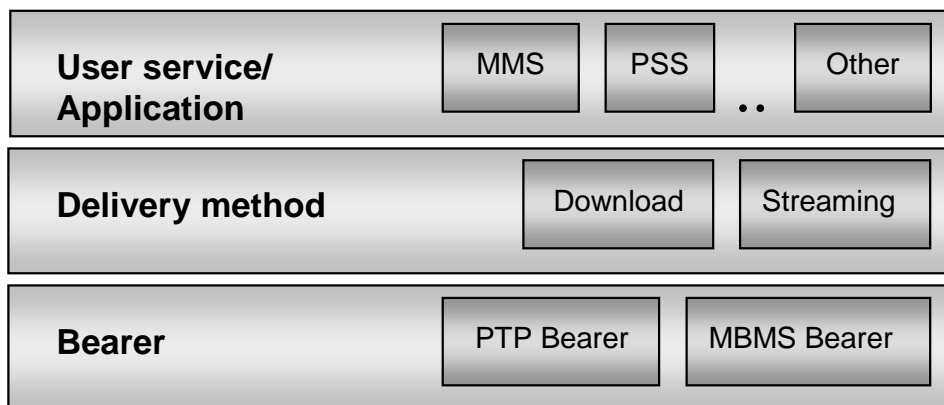 User service/
Application
MMS
PSS
..
Other
Delivery method
Download
Streaming
Bearer
PTP Bearer
MBMS Bearer